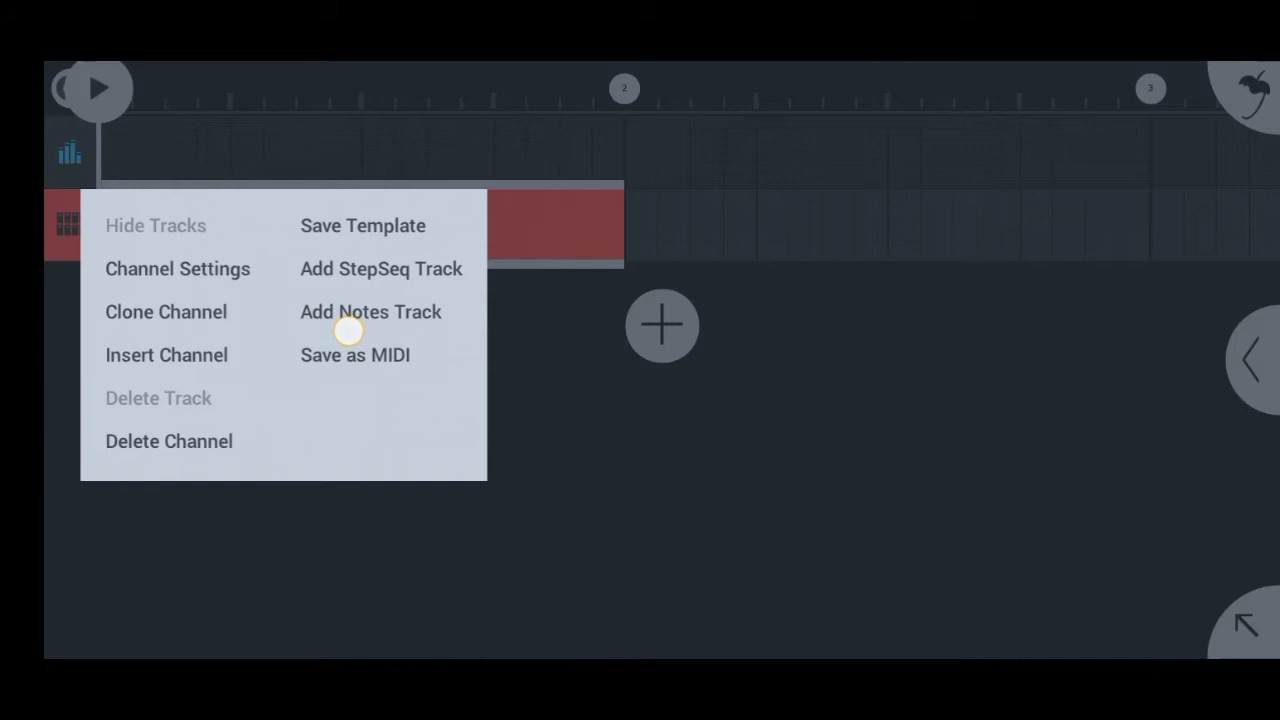 2
3
Hide Tracks
Channel Settings
Clone Channel
Insert Channel
Delete Track
Delete Channel
Save Template
Add StepSeq Track
Add Notes Track
Save as MIDI